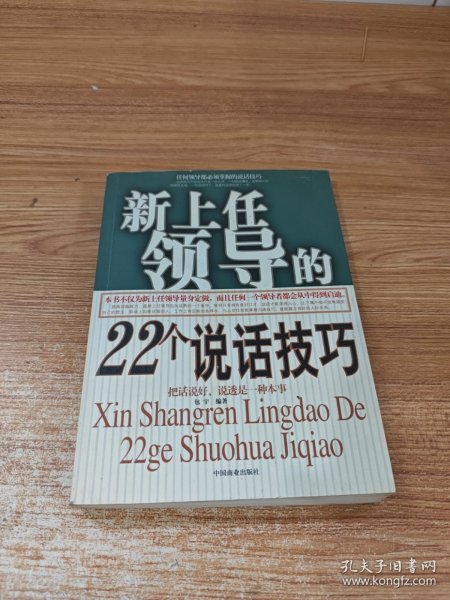 任何领导都必须掌握的说话技巧
新上任
领导的
本书不仅为新上任领导量身定做，而且任何一个领导者都会从中得到启迪。
22个说话技巧
把话说好、说透是一种本事
包宇 编著
Xin Shangren Lingdao De
22ge Shuohua Jiqiao
中国商业出版社
孔夫子旧书网
www.kongfz.com